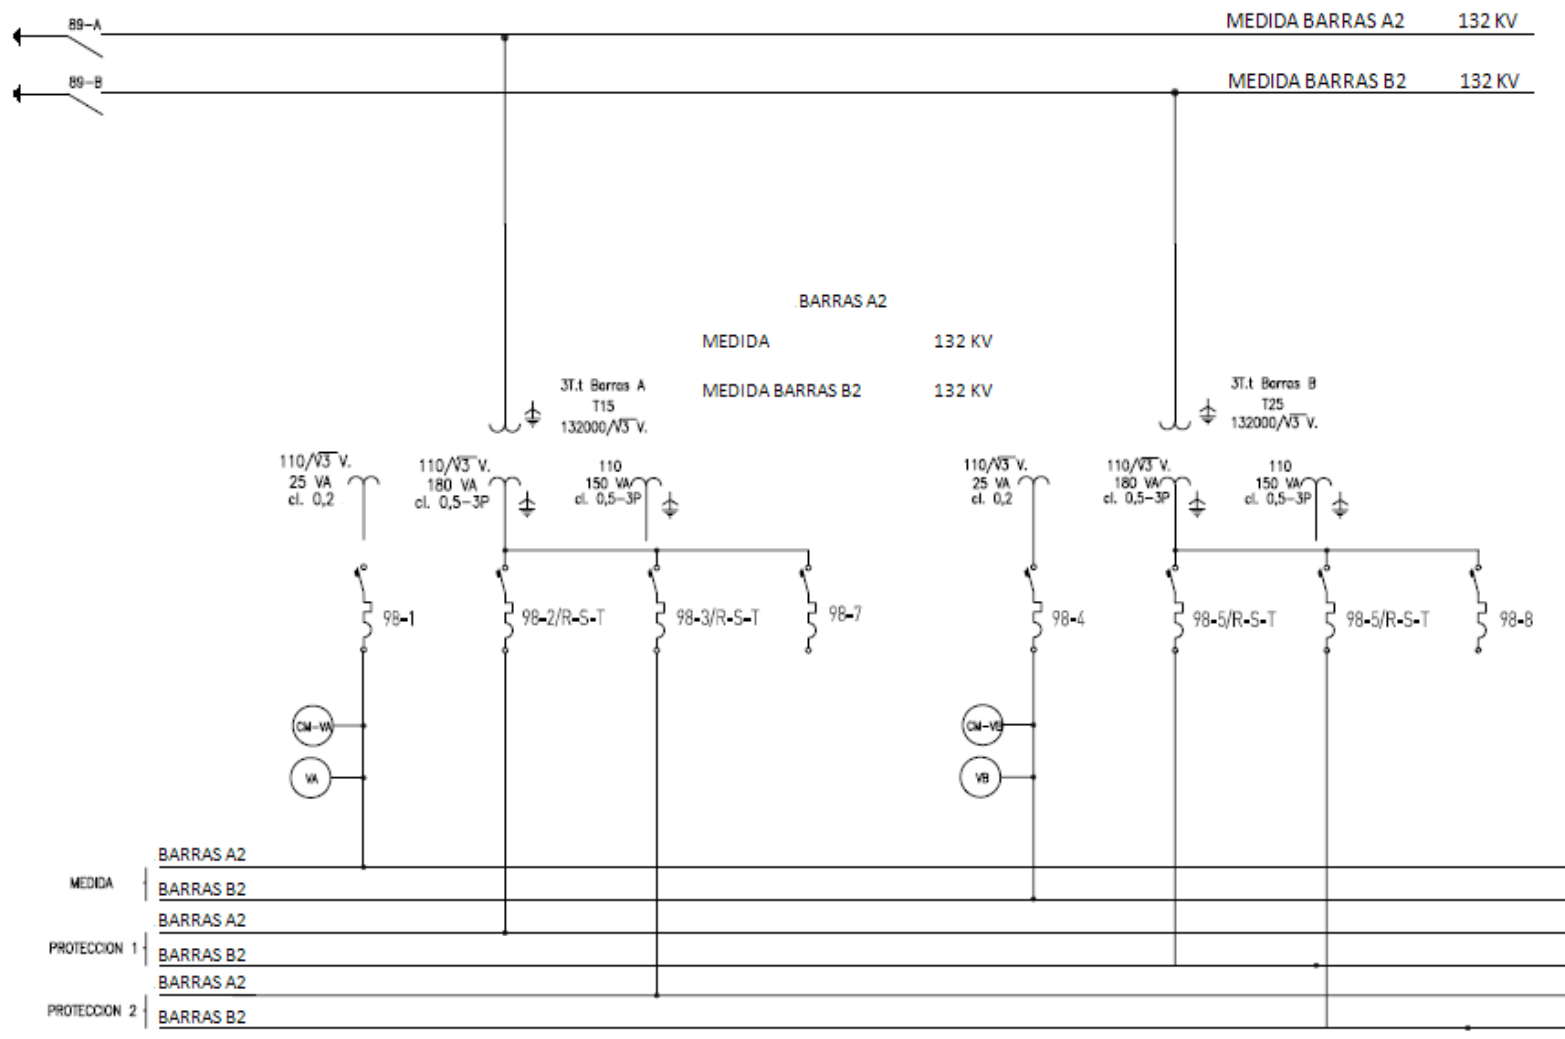 89-A
MEDIDA BARRAS A2 132 KV
89-B
MEDIDA BARRAS B2 132 KV
.BARRAS A2
MEDIDA 132 KV
MEDIDA BARRAS B2 132 KV
3T.t Barras A
T15
132000/√3 V.
3T.t Barras B
T25
132000/√3 V.
110/√3 V.
25 VA
cl. 0,2
110/√3 V.
180 VA
cl. 0,5-3P
110
150 VA
cl. 0,5-3P
110/√3 V.
25 VA
cl. 0,2
110/√3 V.
180 VA
cl. 0,5-3P
110
150 VA
cl. 0,5-3P
98-1
98-2/R-S-T
98-3/R-S-T
98-7
98-4
98-5/R-S-T
98-5/R-S-T
98-8
CM-VA
VA
CM-VB
VB
MEDIDA
BARRAS A2
BARRAS B2
PROTECCION 1
BARRAS A2
BARRAS B2
PROTECCION 2
BARRAS A2
BARRAS B2